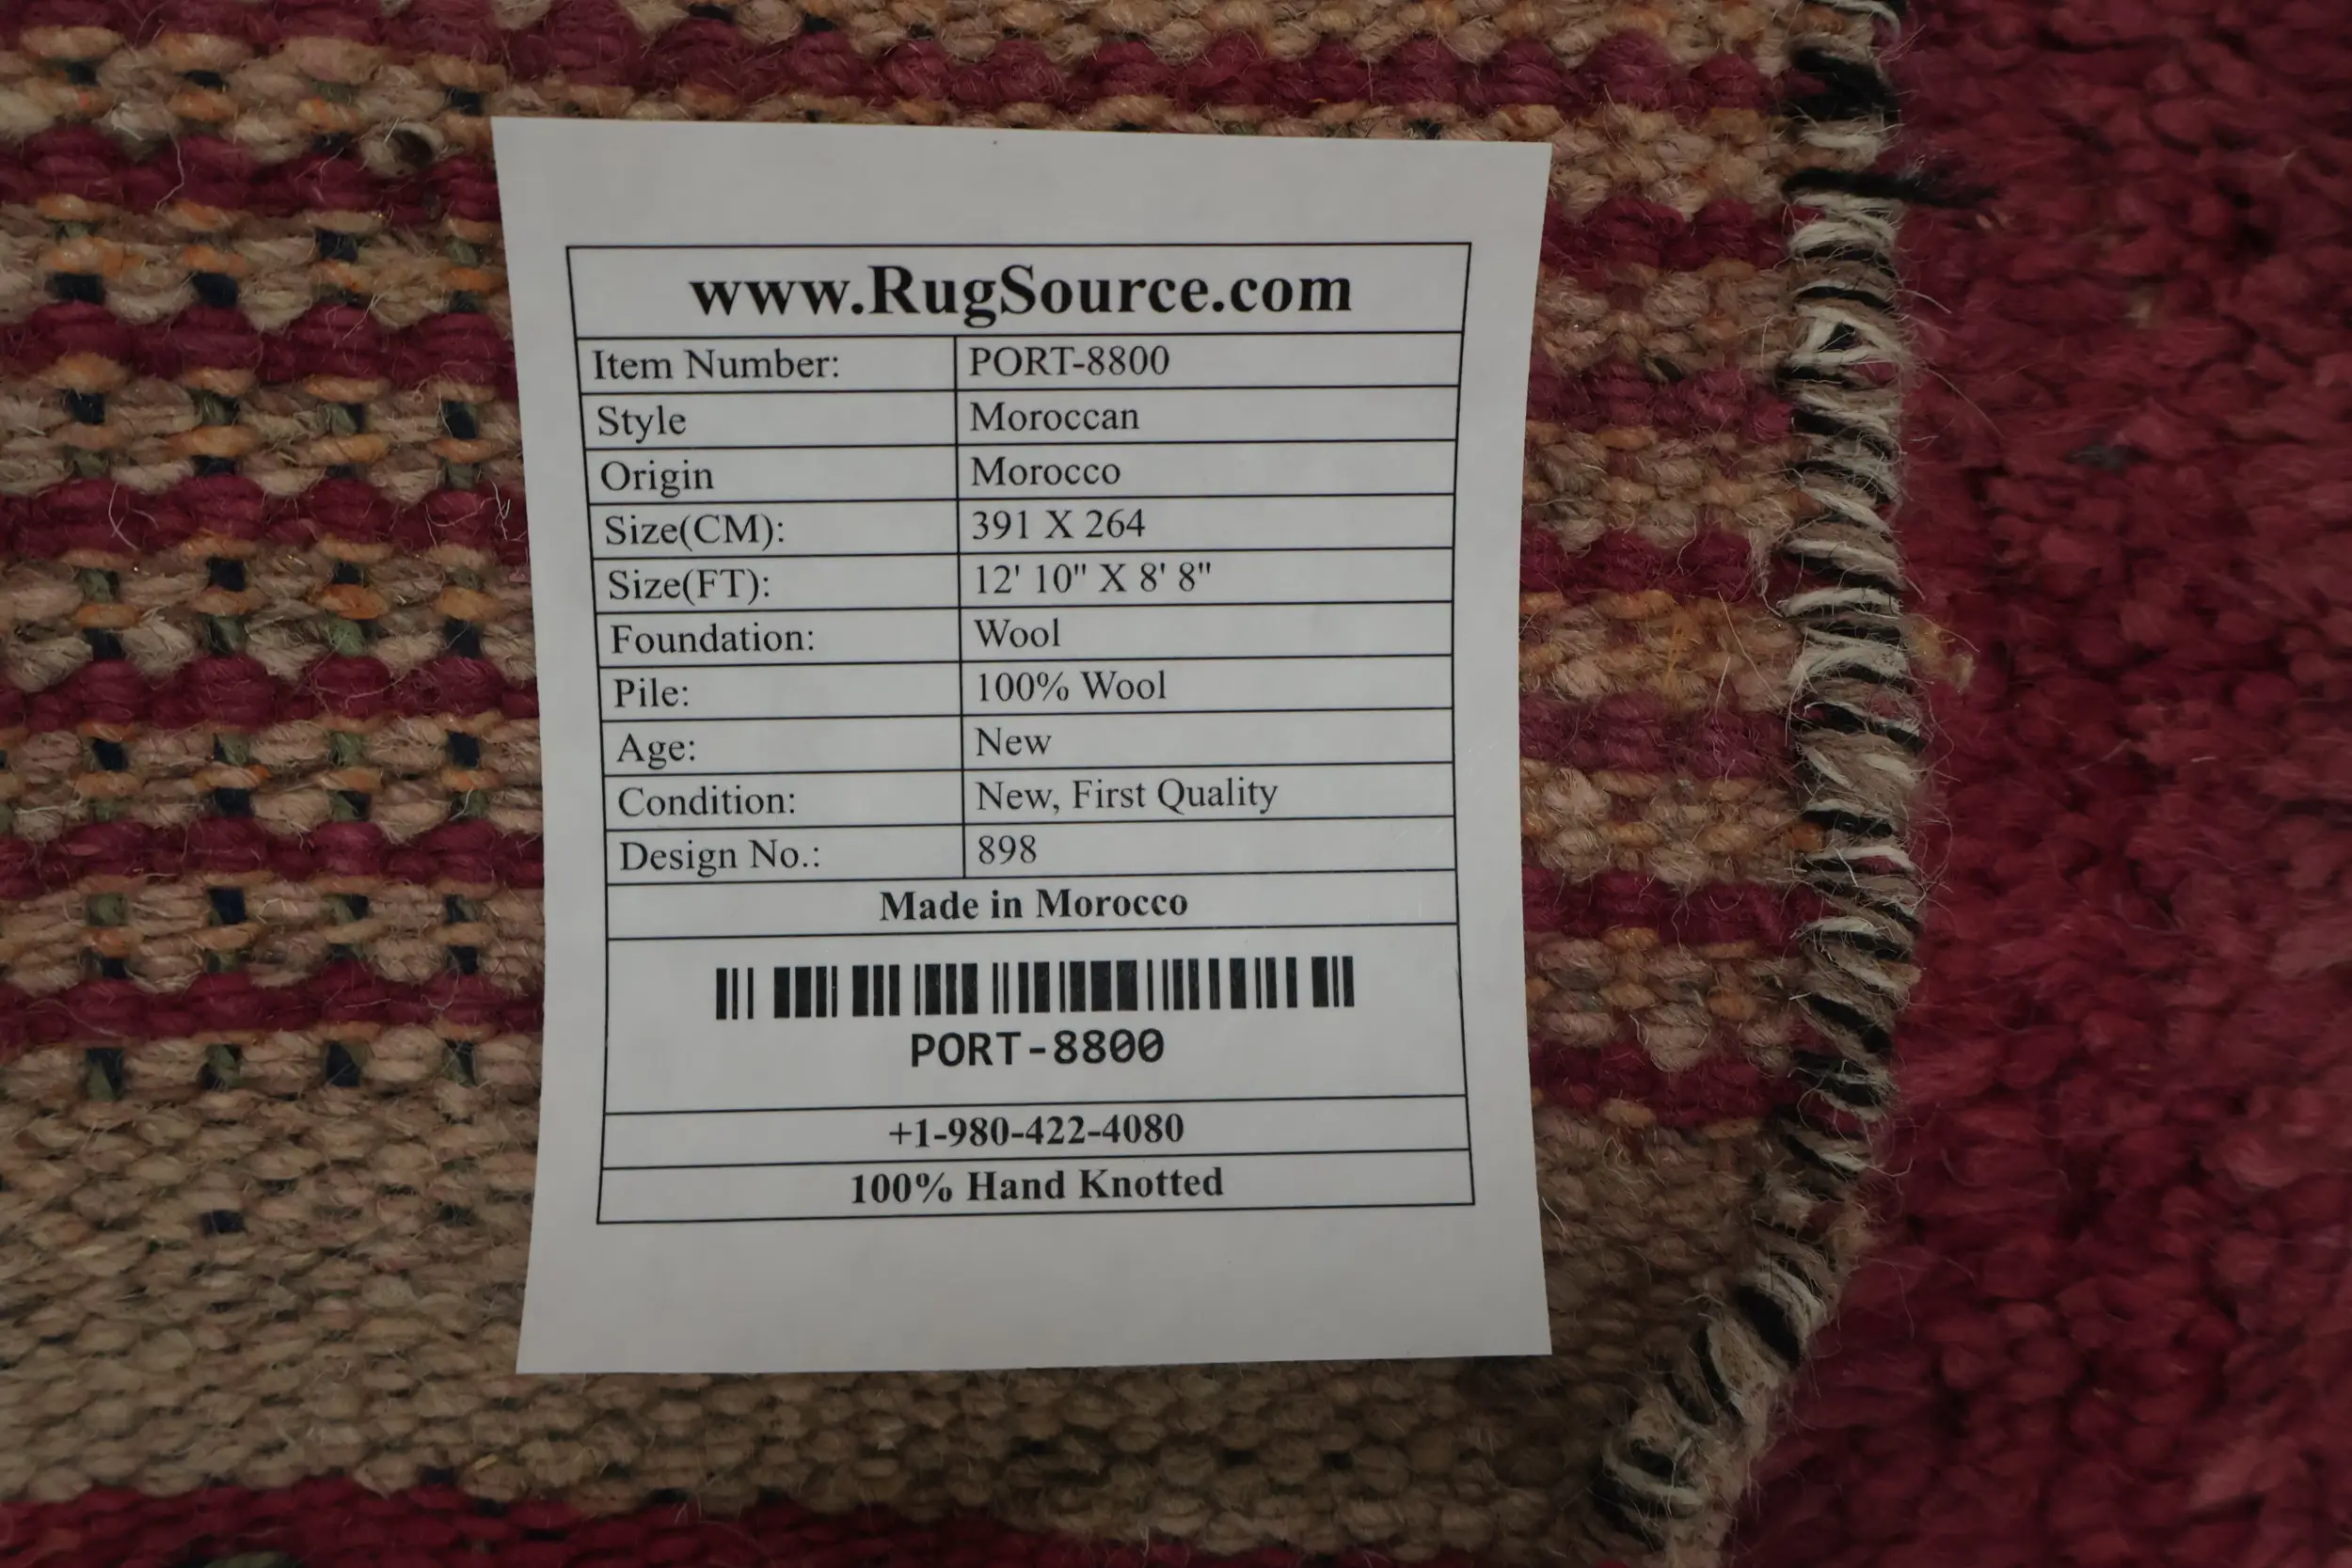 www.RugSource.com
Item Number: PORT-8800
Style Moroccan
Origin Morocco
Size(CM): 391 X 264
Size(FT): 12' 10" X 8' 8"
Foundation: Wool
Pile: 100% Wool
Age: New
Condition: New, First Quality
Design No.: 898
Made in Morocco
PORT-8800
+1-980-422-4080
100% Hand Knotted